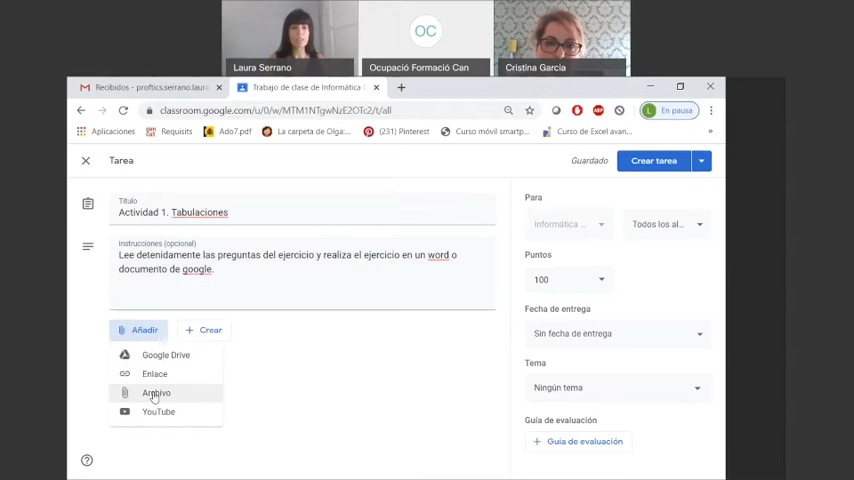 OC
Laura Serrano
Ocupació Formació Can
Cristina Garcia
Recibidos - proftics.serrano.laura
Trabajo de clase de Informática C
classroom.google.com/u/0/w/MTM1NTgwNzE2OTc2/t/all
ABP
L En pausa
Aplicaciones
Requisits
Ado7.pdf
La carpeta de Olga:...
(231) Pinterest
Curso móvil smartp...
Curso de Excel avan...
»
Tarea
Guardado
Crear tarea
Título
Actividad 1. Tabulaciones
Instrucciones (opcional)
Lee detenidamente las preguntas del ejercicio y realiza el ejercicio en un word o
documento de google.
Añadir
Crear
Google Drive
Enlace
Archivo
YouTube
Para
Informática ...
Todos los al...
Puntos
100
Fecha de entrega
Sin fecha de entrega
Tema
Ningún tema
Guía de evaluación
Guía de evaluación